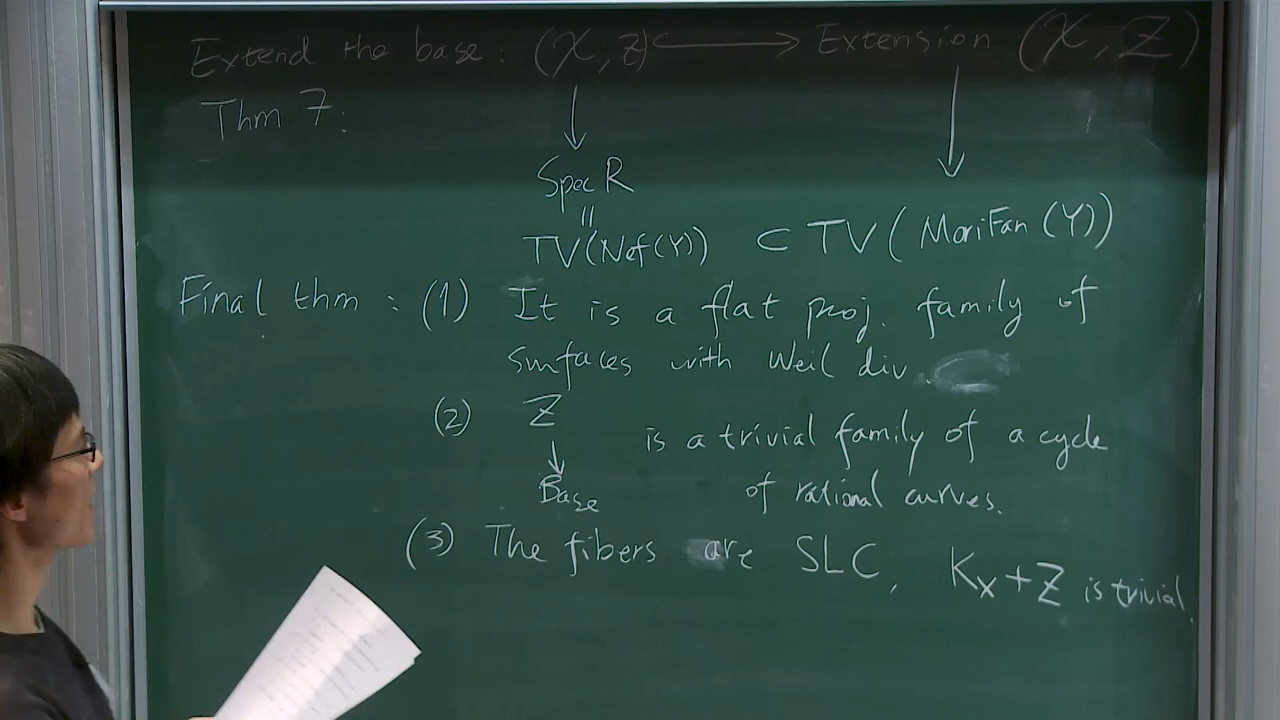 Extend the base : (X, Z) ⟷ Extension (X, Z)
Thm 7: ↓ ↓
Spec R
=
TV(Nef(Y)) ⊂ TV(MoriFan(Y))
Final thm : (1) It is a flat proj. family of
surfaces with Weil div.
(2) Z is a trivial family of a cycle
↓
Base of rational curves.
(3) The fibers are SLC, K_X+Z is trivial.